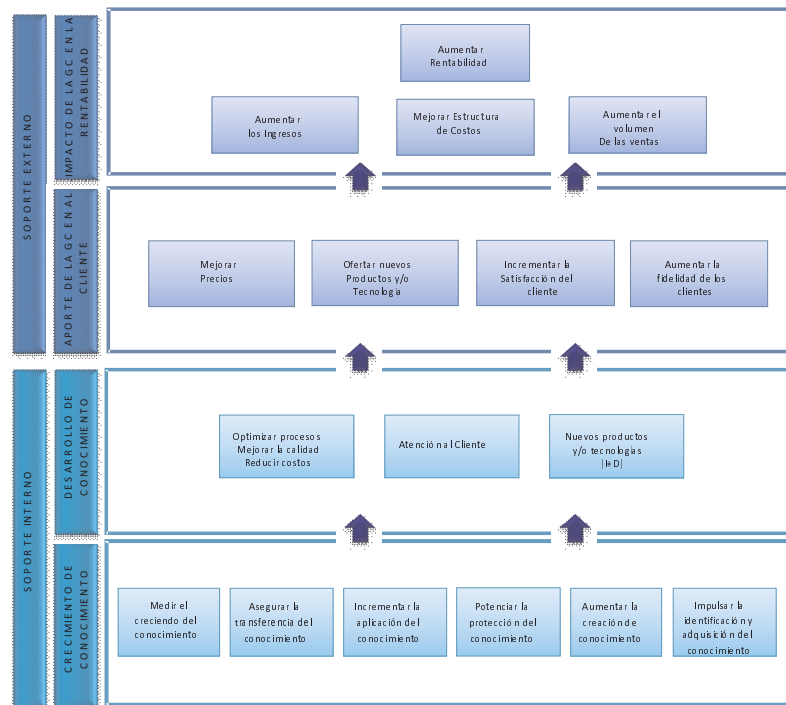 SOPORTE EXTERNO
IMPACTO DE LA GC EN LA
RENTABILIDAD
Aumentar
Rentabilidad
Aumentar
los Ingresos
Mejorar Estructura
de Costos
Aumentar el
volumen
De las ventas
APORTE DE LA GC EN AL
CLIENTE
Mejorar
Precios
Ofertar nuevos
Productos y/o
Tecnología
Incrementar la
Satisfacción del
cliente
Aumentar la
fidelidad de los
clientes
SOPORTE INTERNO
DESARROLLO DE
CONOCIMIENTO
Optimizar procesos
Mejorar la calidad
Reducir costos
Atención al Cliente
Nuevos productos
y/o tecnologías
|I+D|
CRECIMIENTO DE
CONOCIMIENTO
Medir el
creciendo del
conocimiento
Asegurar la
transferencia del
conocimiento
Incrementar la
aplicación del
conocimiento
Potenciar la
protección del
conocimiento
Aumentar la
creación de
conocimiento
Impulsar la
identificación y
adquisición del
conocimiento